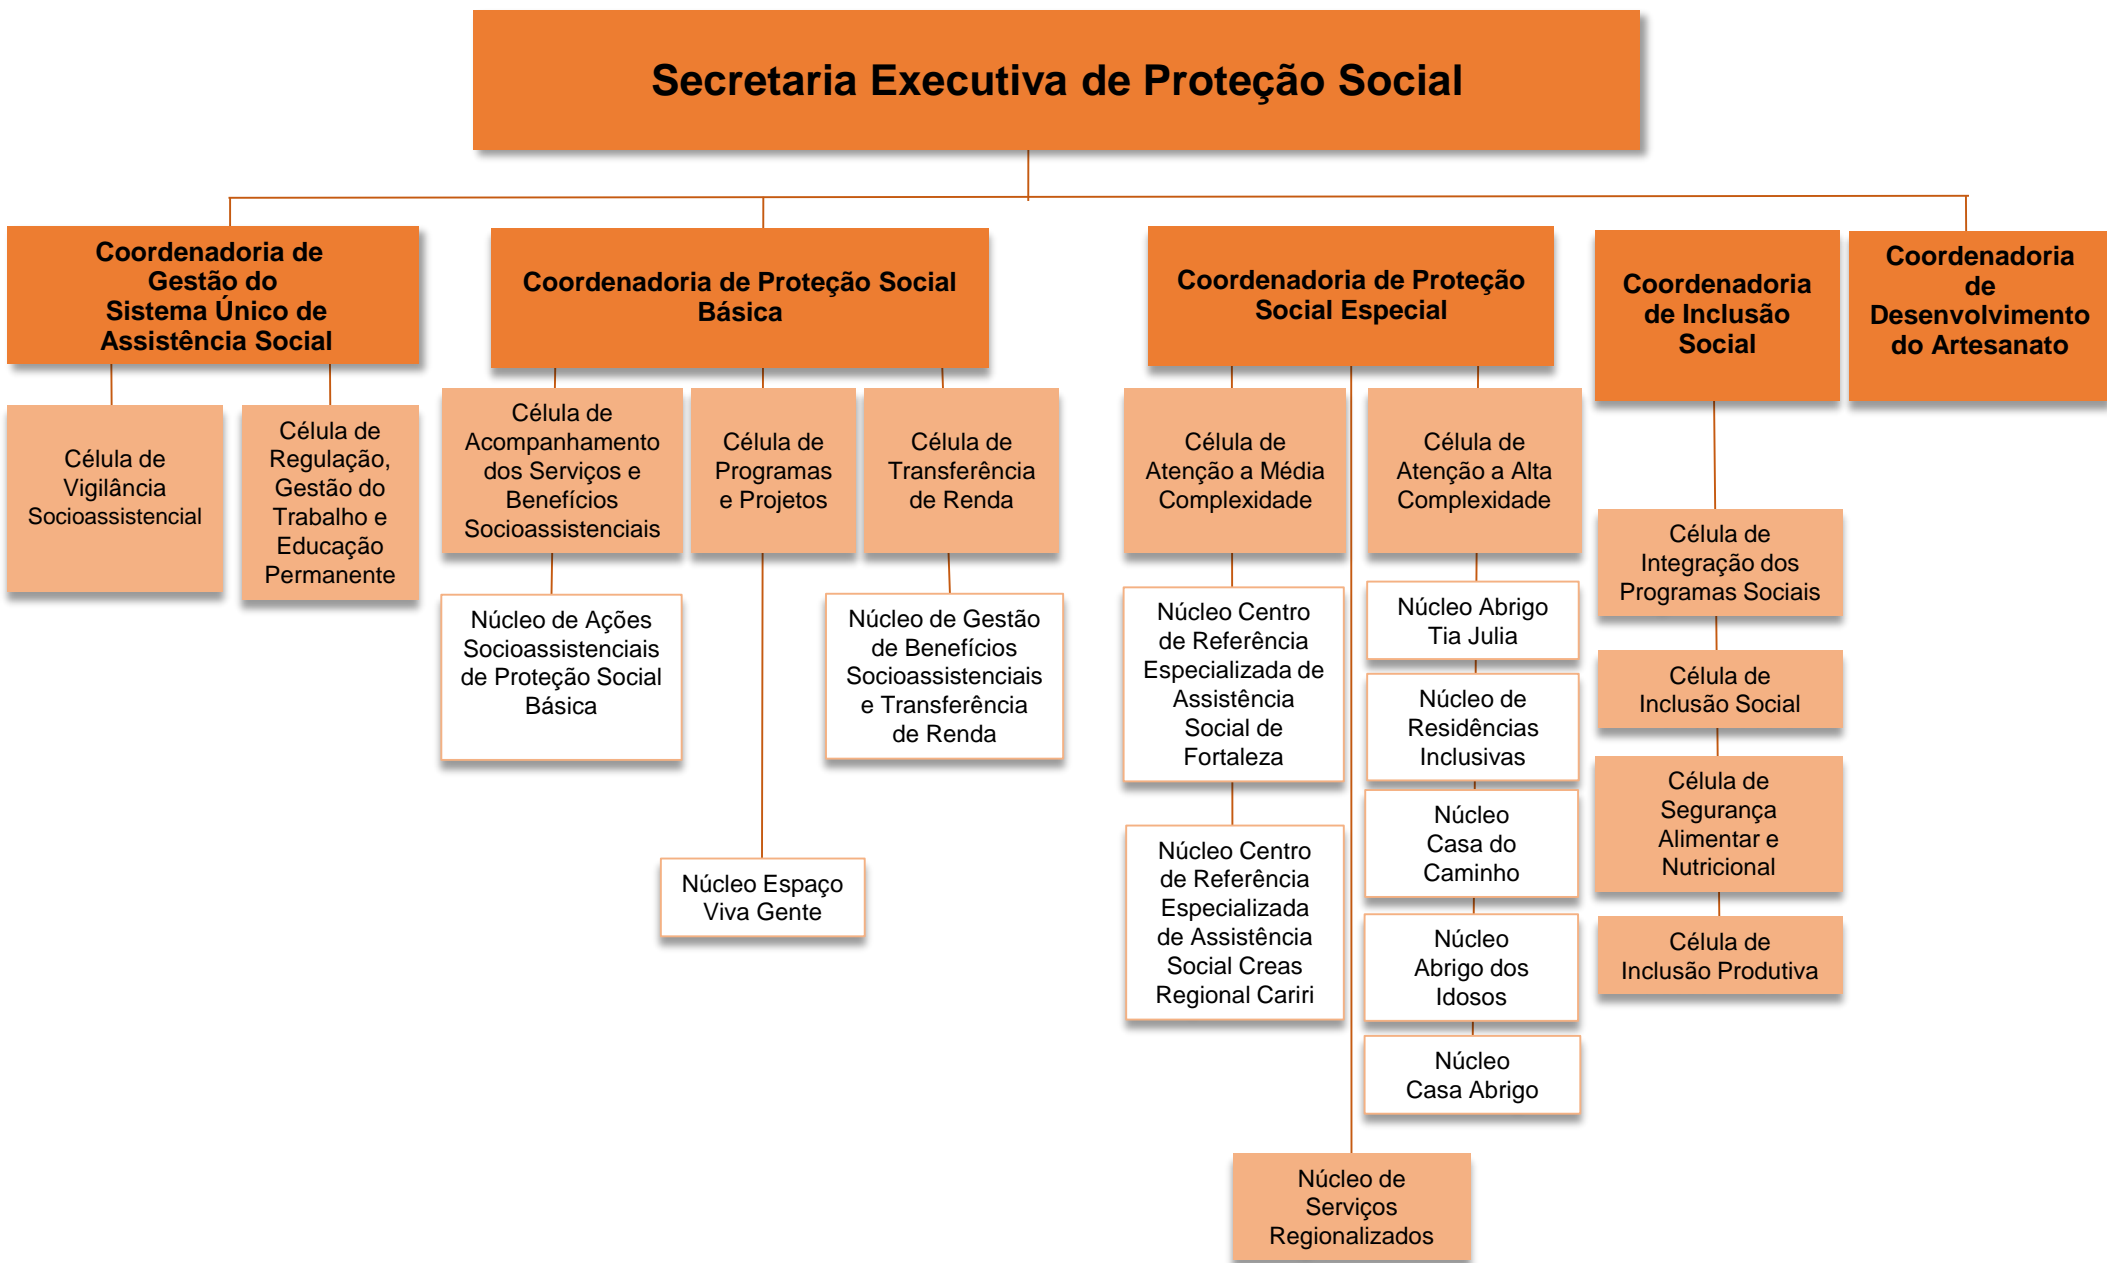 Secretaria Executiva de Proteção Social
Coordenadoria de
Gestão do
Sistema Único de
Assistência Social
Célula de
Vigilância
Socioassistencial
Célula de
Regulação,
Gestão do
Trabalho e
Educação
Permanente
Coordenadoria de Proteção Social
Básica
Célula de
Acompanhamento
dos Serviços e
Benefícios
Socioassistenciais
Núcleo de Ações
Socioassistenciais
de Proteção Social
Básica
Célula de
Programas
e Projetos
Núcleo Espaço
Viva Gente
Célula de
Transferência
de Renda
Núcleo de Gestão
de Benefícios
Socioassistenciais
e Transferência
de Renda
Coordenadoria de Proteção
Social Especial
Célula de
Atenção a Média
Complexidade
Núcleo Centro
de Referência
Especializada de
Assistência
Social de
Fortaleza
Núcleo Centro
de Referência
Especializada
de Assistência
Social Creas
Regional Cariri
Célula de
Atenção a Alta
Complexidade
Núcleo Abrigo
Tia Julia
Núcleo de
Residências
Inclusivas
Núcleo
Casa do
Caminho
Núcleo
Abrigo dos
Idosos
Núcleo
Casa Abrigo
Núcleo de
Serviços
Regionalizados
Coordenadoria
de Inclusão
Social
Célula de
Integração dos
Programas Sociais
Célula de
Inclusão Social
Célula de
Segurança
Alimentar e
Nutricional
Célula de
Inclusão Produtiva
Coordenadoria
de
Desenvolvimento
do Artesanato